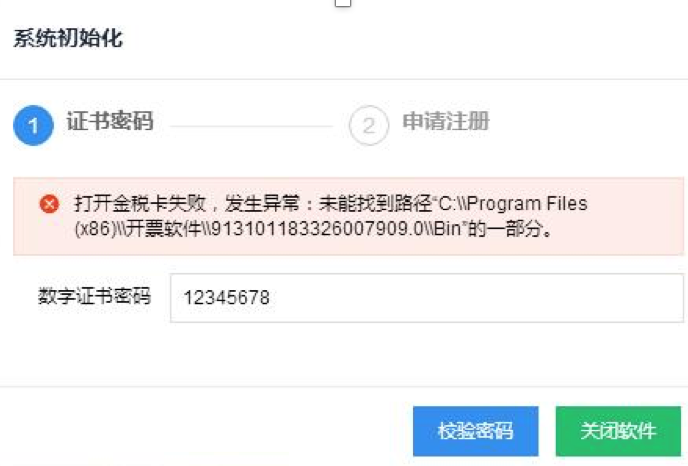 系统初始化
1 证书密码 2 申请注册
打开金税卡失败，发生异常：未能找到路径“C:\\Program Files
(x86)\\开票软件\\913101183326007909.0\\Bin”的一部分。
数字证书密码 12345678
校验密码 关闭软件